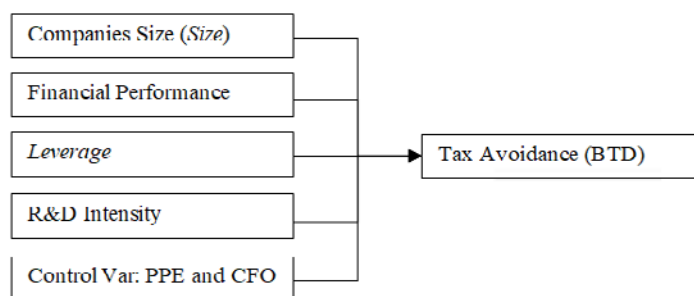 Companies Size (Size)
Financial Performance
Leverage
Tax Avoidance (BTD)
R&D Intensity
Control Var: PPE and CFO